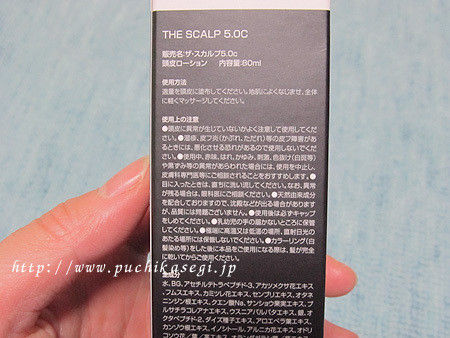 THE SCALP 5.0C
販売名:ザ・スカルプ5.0c
頭皮ローション 内容量:80ml
使用方法
適量を頭皮に塗布してください。地肌によくなじませ、全体
に軽くマッサージしてください。
使用上の注意
●頭皮に異常が生じていないかよく注意して使用してくだ
さい。●湿疹、皮フ炎(かぶれ、ただれ)等の皮フ障害が
あるときには、悪化させる恐れがあるので使用しないでくだ
さい。●使用中、赤味、はれ、かゆみ、刺激、色抜け(白斑等)
や黒ずみ等の異常があらわれた場合には、使用を中止し、
皮膚科専門医等にご相談されることをおすすめします。●
目に入ったときは、直ちに洗い流してください。なお、異常
が残る場合は、眼科医にご相談ください。●天然由来成分
を配合しておりますので、沈殿などが出る場合があります
が、品質には問題ございません。●使用後は必ずキャップ
をしめてください。●乳幼児の手の届かないところに保管
してください。●極端に高温又は低温の場所、直射日光の
あたる場所には保管しないでください。●カラーリング(白
髪染め等)をした後に本品をご使用になる際は、髪が完全
に乾いてからご使用ください。
http://www.puchikasegi.jp
全成分
水、BG、アセチルテトラペプチド-3、アカツメクサ花エキス
、フムスエキス、カミツレ花エキス、センブリエキス、オタネ
ニンジン根エキス、クエン酸Na、サンショウ果実エキス、
プルサチラコレアナエキス、ウスニアバルバタエキス、銀、オ
クタペプチド-2、ダイズ種子エキス、アロエベラ葉エキス、
カンゾウ根エキス、イノシトール、アルニカ花エキス、オドリ